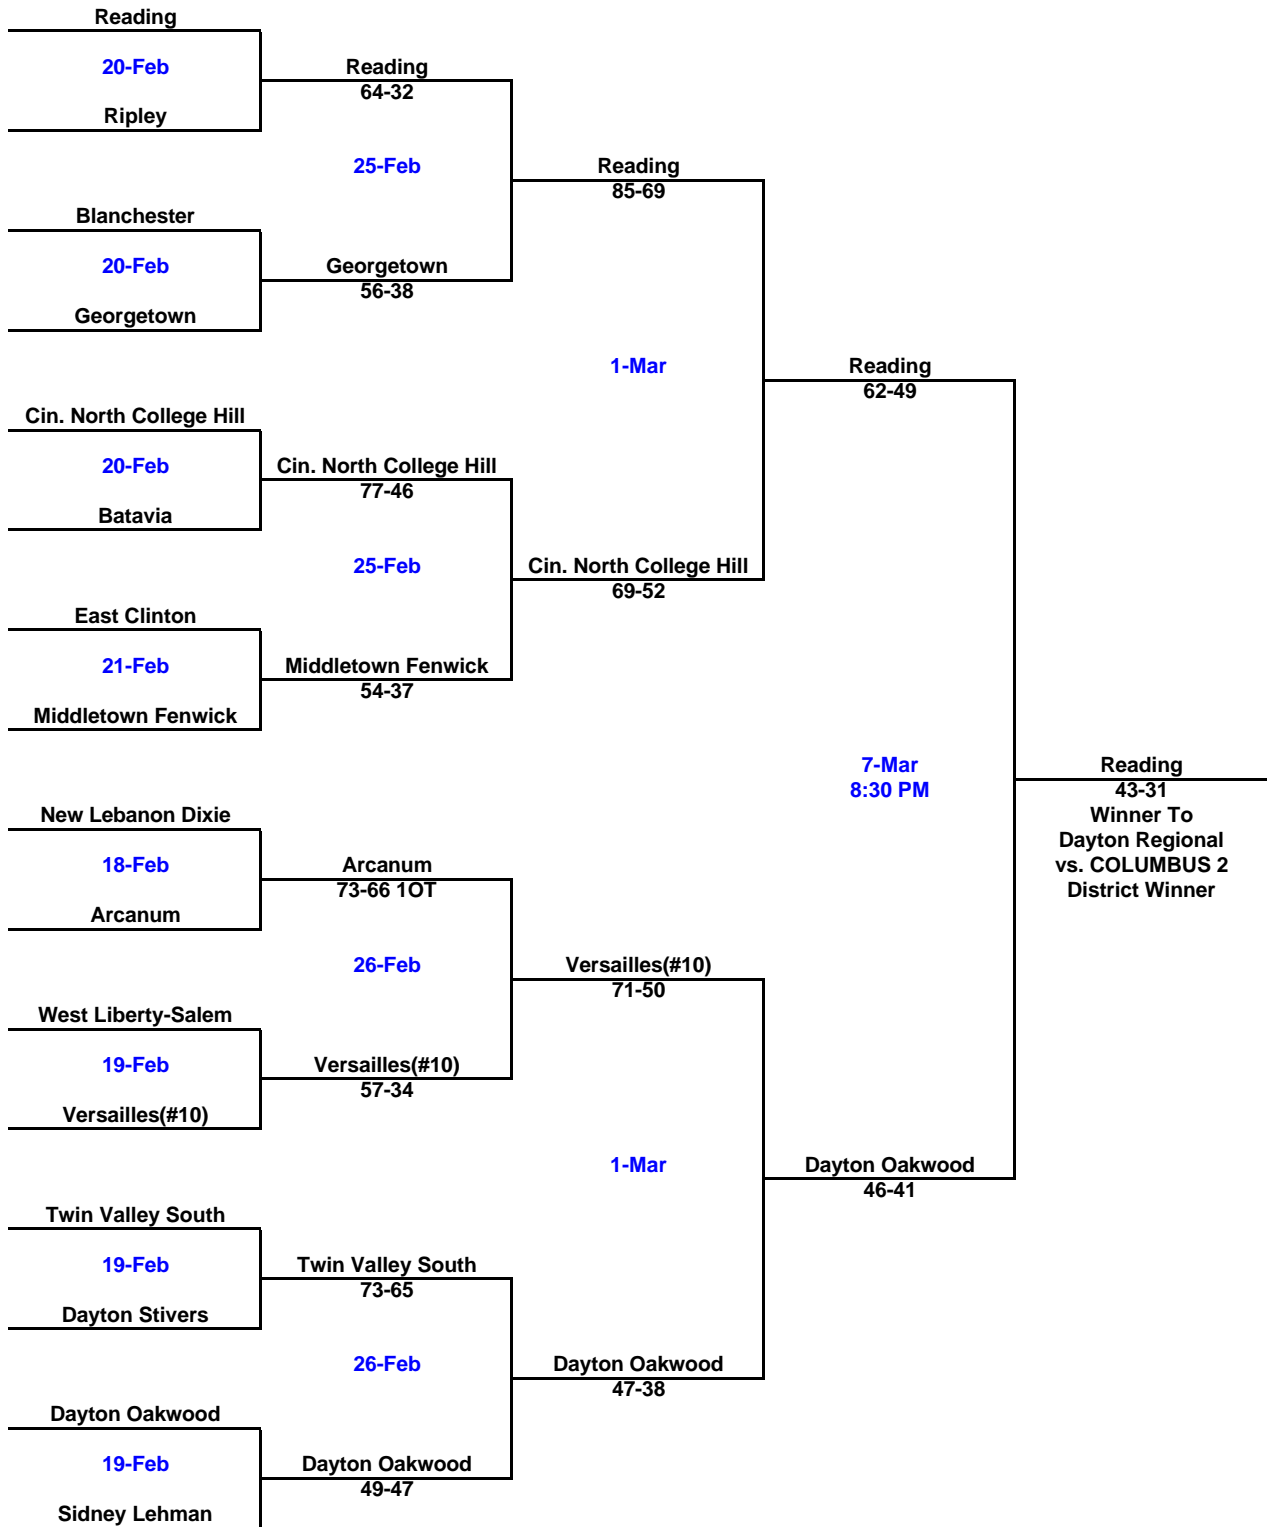 Reading
20-Feb
Ripley
Reading
64-32
25-Feb
Blanchester
20-Feb
Georgetown
Georgetown
56-38
Reading
85-69
1-Mar
Cin. North College Hill
20-Feb
Batavia
Cin. North College Hill
77-46
25-Feb
East Clinton
21-Feb
Middletown Fenwick
Middletown Fenwick
54-37
Cin. North College Hill
69-52
Reading
62-49
7-Mar
8:30 PM
New Lebanon Dixie
18-Feb
Arcanum
Arcanum
73-66 1OT
26-Feb
West Liberty-Salem
19-Feb
Versailles(#10)
Versailles(#10)
57-34
Versailles(#10)
71-50
1-Mar
Twin Valley South
19-Feb
Dayton Stivers
Twin Valley South
73-65
26-Feb
Dayton Oakwood
19-Feb
Sidney Lehman
Dayton Oakwood
49-47
Dayton Oakwood
47-38
Dayton Oakwood
46-41
Reading
43-31
Winner To
Dayton Regional
vs. COLUMBUS 2
District Winner